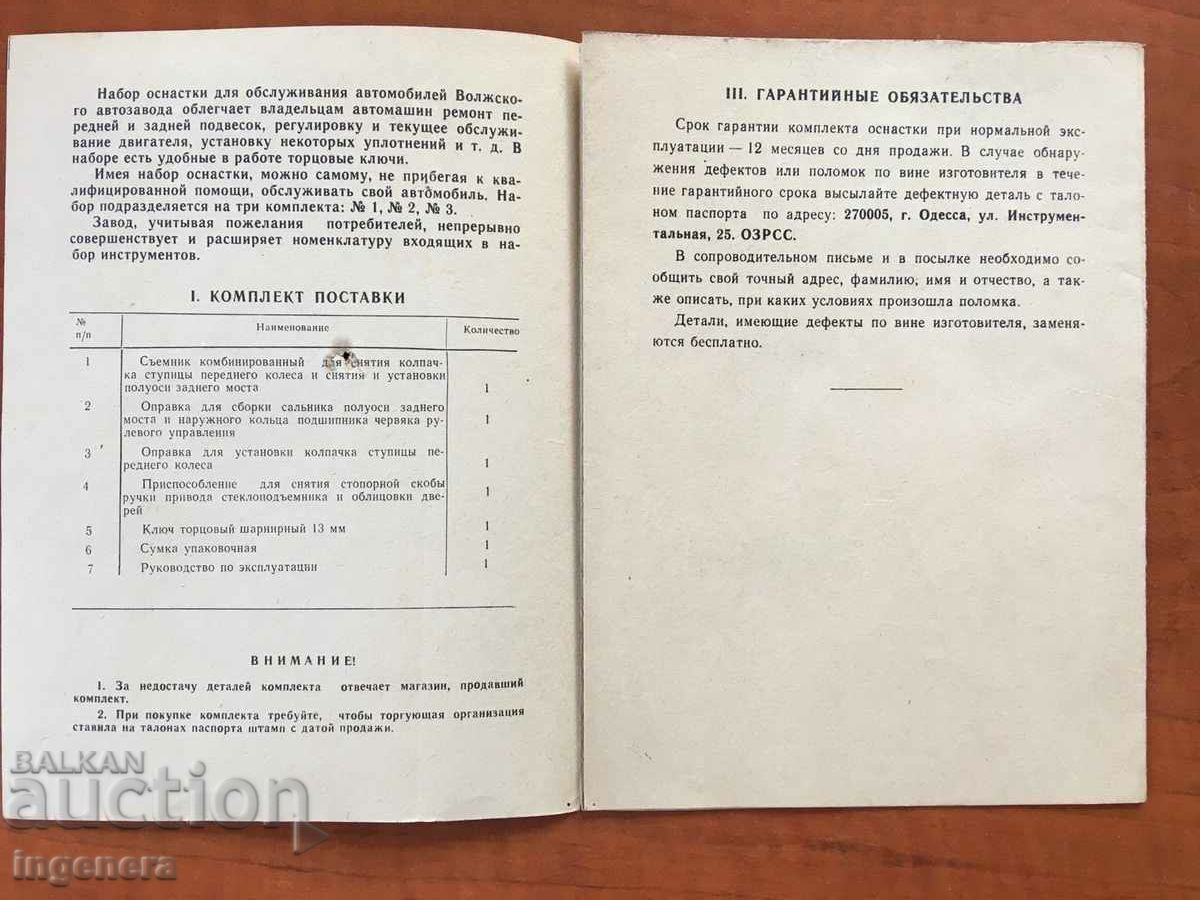 Набор оснастки для обслуживания автомобилей Волжско-
го автозавода облегчает владельцам автомашин ремонт пе-
редней и задней подвесок, регулировку и текущее обслужи-
вание двигателя, установку некоторых уплотнений и т. д. В
наборе есть удобные в работе торцовые ключи.
Имея набор оснастки, можно самому, не прибегая к ква-
лифицированной помощи, обслуживать свой автомобиль. На-
бор подразделяется на три комплекта: № 1, № 2, № 3.
Завод, учитывая пожелания потребителей, непрерывно
совершенствует и расширяет номенклатуру входящих в на-
бор инструментов.
I. КОМПЛЕКТ ПОСТАВКИ
№
п/п
Наименование
Количество
1 Съемник комбинированный для снятия колпач-
ка ступицы переднего колеса и снятия и установки
полуоси заднего моста 1
2 Оправка для сборки сальника полуоси заднего
моста и наружного кольца подшипника червяка ру- 1
левого управления
3 Оправка для установки колпачка ступицы пе-
реднего колеса 1
4 Приспособление для снятия стопорной скобы
ручки привода стеклоподъемника и облицовки две- 1
рей
5 Ключ торцовый шарнирный 13 мм 1
6 Сумка упаковочная 1
7 Руководство по эксплуатации 1
ВНИМАНИЕ!
1. За недостачу деталей комплекта отвечает магазин, продавший
комплект.
2. При покупке комплекта требуйте, чтобы торгующая организация
ставила на талонах паспорта штамп с датой продажи.
III. ГАРАНТИЙНЫЕ ОБЯЗАТЕЛЬСТВА
Срок гарантии комплекта оснастки при нормальной экс-
плуатации — 12 месяцев со дня продажи. В случае обнару-
жения дефектов или поломок по вине изготовителя в тече-
ние гарантийного срока высылайте дефектную деталь с тало-
ном паспорта по адресу: 270005, г. Одесса, ул. Инструмен-
тальная, 25. ОЗРСС.
В сопроводительном письме и в посылке необходимо со-
общить свой точный адрес, фамилию, имя и отчество, а так-
же описать, при каких условиях произошла поломка.
Детали, имеющие дефекты по вине изготовителя, заменя-
ются бесплатно.
BALKAN
auction
ingenera